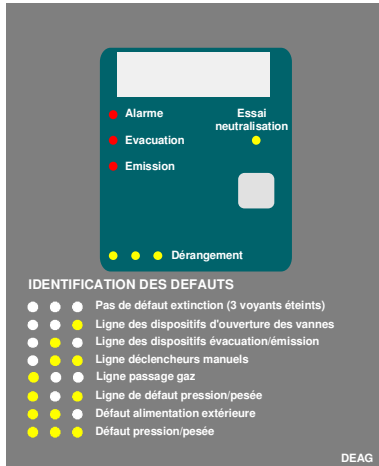 Alarme
Essai
neutralisation
Evacuation
Emission
Dérangement
IDENTIFICATION DES DEFAUTS
Pas de défaut extinction (3 voyants éteints)
Ligne des dispositifs d'ouverture des vannes
Ligne des dispositifs évacuation/émission
Ligne déclencheurs manuels
Ligne passage gaz
Ligne de défaut pression/pesée
Défaut alimentation extérieure
Défaut pression/pesée
DEAG